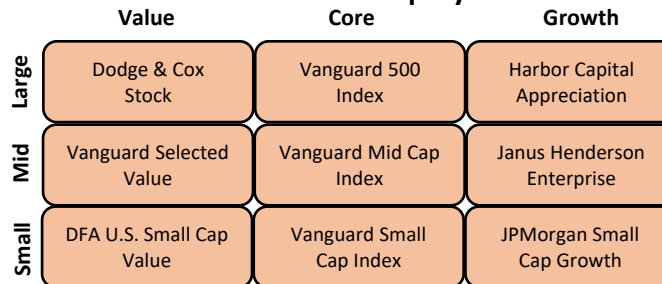 Value Core Growth
Large
Dodge & Cox
Stock
Vanguard 500
Index
Harbor Capital
Appreciation
Mid
Vanguard Selected
Value
Vanguard Mid Cap
Index
Janus Henderson
Enterprise
Small
DFA U.S. Small Cap
Value
Vanguard Small
Cap Index
JPMorgan Small
Cap Growth